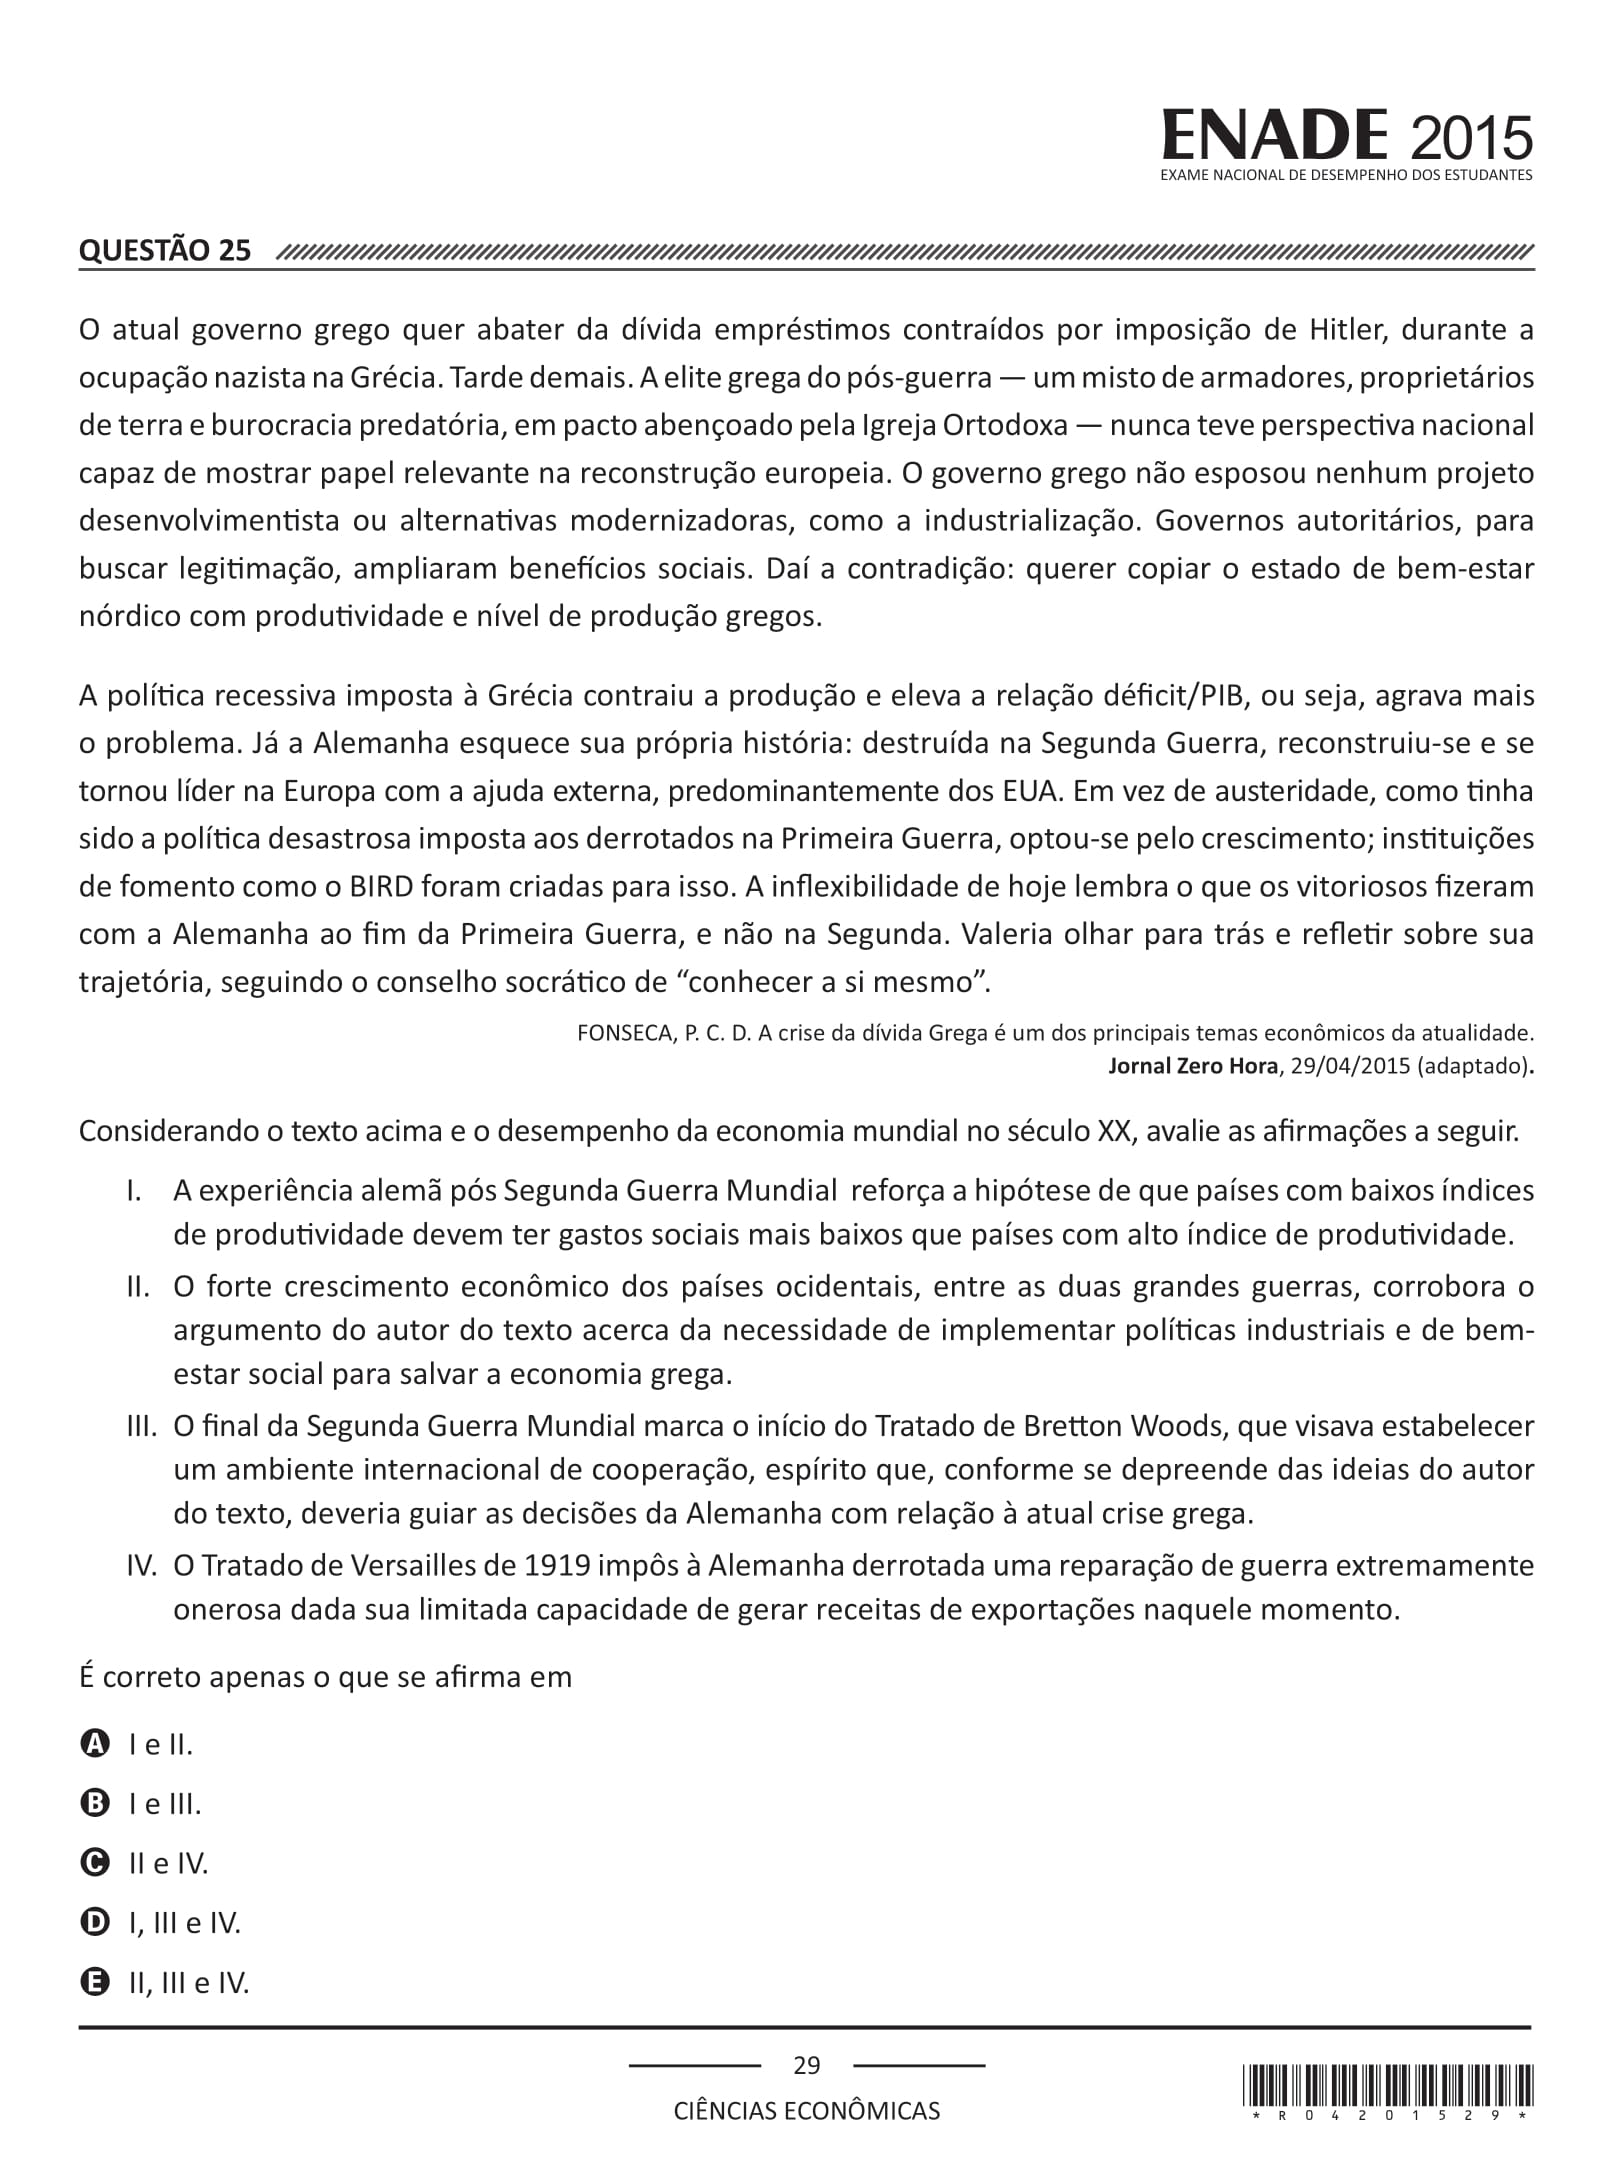 ENADE 2015
EXAME NACIONAL DE DESEMPENHO DOS ESTUDANTES
QUESTÃO 25
O atual governo grego quer abater da dívida empréstimos contraídos por imposição de Hitler, durante a
ocupação nazista na Grécia. Tarde demais. A elite grega do pós-guerra — um misto de armadores, proprietários
de terra e burocracia predatória, em pacto abençoado pela Igreja Ortodoxa — nunca teve perspectiva nacional
capaz de mostrar papel relevante na reconstrução europeia. O governo grego não esposou nenhum projeto
desenvolvimentista ou alternativas modernizadoras, como a industrialização. Governos autoritários, para
buscar legitimação, ampliaram benefícios sociais. Daí a contradição: querer copiar o estado de bem-estar
nórdico com produtividade e nível de produção gregos.
A política recessiva imposta à Grécia contraiu a produção e eleva a relação déficit/PIB, ou seja, agrava mais
o problema. Já a Alemanha esquece sua própria história: destruída na Segunda Guerra, reconstruiu-se e se
tornou líder na Europa com a ajuda externa, predominantemente dos EUA. Em vez de austeridade, como tinha
sido a política desastrosa imposta aos derrotados na Primeira Guerra, optou-se pelo crescimento; instituições
de fomento como o BIRD foram criadas para isso. A inflexibilidade de hoje lembra o que os vitoriosos fizeram
com a Alemanha ao fim da Primeira Guerra, e não na Segunda. Valeria olhar para trás e refletir sobre sua
trajetória, seguindo o conselho socrático de “conhecer a si mesmo”.
FONSECA, P. C. D. A crise da dívida Grega é um dos principais temas econômicos da atualidade.
Jornal Zero Hora, 29/04/2015 (adaptado).
Considerando o texto acima e o desempenho da economia mundial no século XX, avalie as afirmações a seguir.
I. A experiência alemã pós Segunda Guerra Mundial reforça a hipótese de que países com baixos índices
de produtividade devem ter gastos sociais mais baixos que países com alto índice de produtividade.
II. O forte crescimento econômico dos países ocidentais, entre as duas grandes guerras, corrobora o
argumento do autor do texto acerca da necessidade de implementar políticas industriais e de bem-
estar social para salvar a economia grega.
III. O final da Segunda Guerra Mundial marca o início do Tratado de Bretton Woods, que visava estabelecer
um ambiente internacional de cooperação, espírito que, conforme se depreende das ideias do autor
do texto, deveria guiar as decisões da Alemanha com relação à atual crise grega.
IV. O Tratado de Versailles de 1919 impôs à Alemanha derrotada uma reparação de guerra extremamente
onerosa dada sua limitada capacidade de gerar receitas de exportações naquele momento.
É correto apenas o que se afirma em
A I e II.
B I e III.
C II e IV.
D I, III e IV.
E II, III e IV.
29
CIÊNCIAS ECONÔMICAS
* R 0 4 2 0 1 5 2 9 *